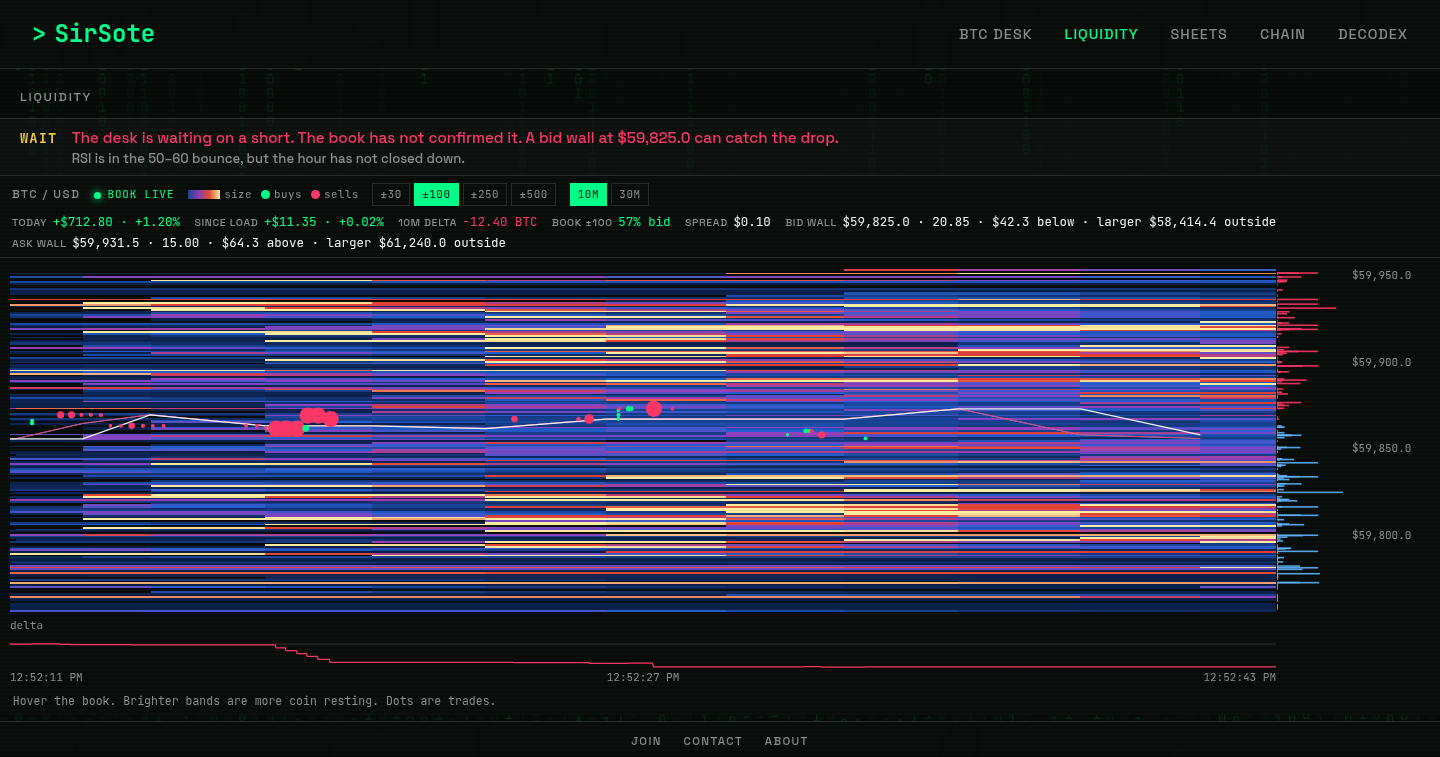 > SirSote
BTC DESK LIQUIDITY SHEETS CHAIN DECODEX
LIQUIDITY
WAIT The desk is waiting on a short. The book has not confirmed it. A bid wall at $59,825.0 can catch the drop.
RSI is in the 50–60 bounce, but the hour has not closed down.
BTC / USD BOOK LIVE size buys sells ±30 ±100 ±250 ±500 10M 30M
TODAY +$712.80 · +1.20% SINCE LOAD +$11.35 · +0.02% 10M DELTA -12.40 BTC BOOK ±100 57% bid SPREAD $0.10 BID WALL $59,825.0 · 20.85 · $42.3 below · larger $58,414.4 outside
ASK WALL $59,931.5 · 15.00 · $64.3 above · larger $61,240.0 outside
$59,950.0
$59,900.0
$59,850.0
$59,800.0
delta
12:52:11 PM 12:52:27 PM 12:52:43 PM
Hover the book. Brighter bands are more coin resting. Dots are trades.
JOIN CONTACT ABOUT